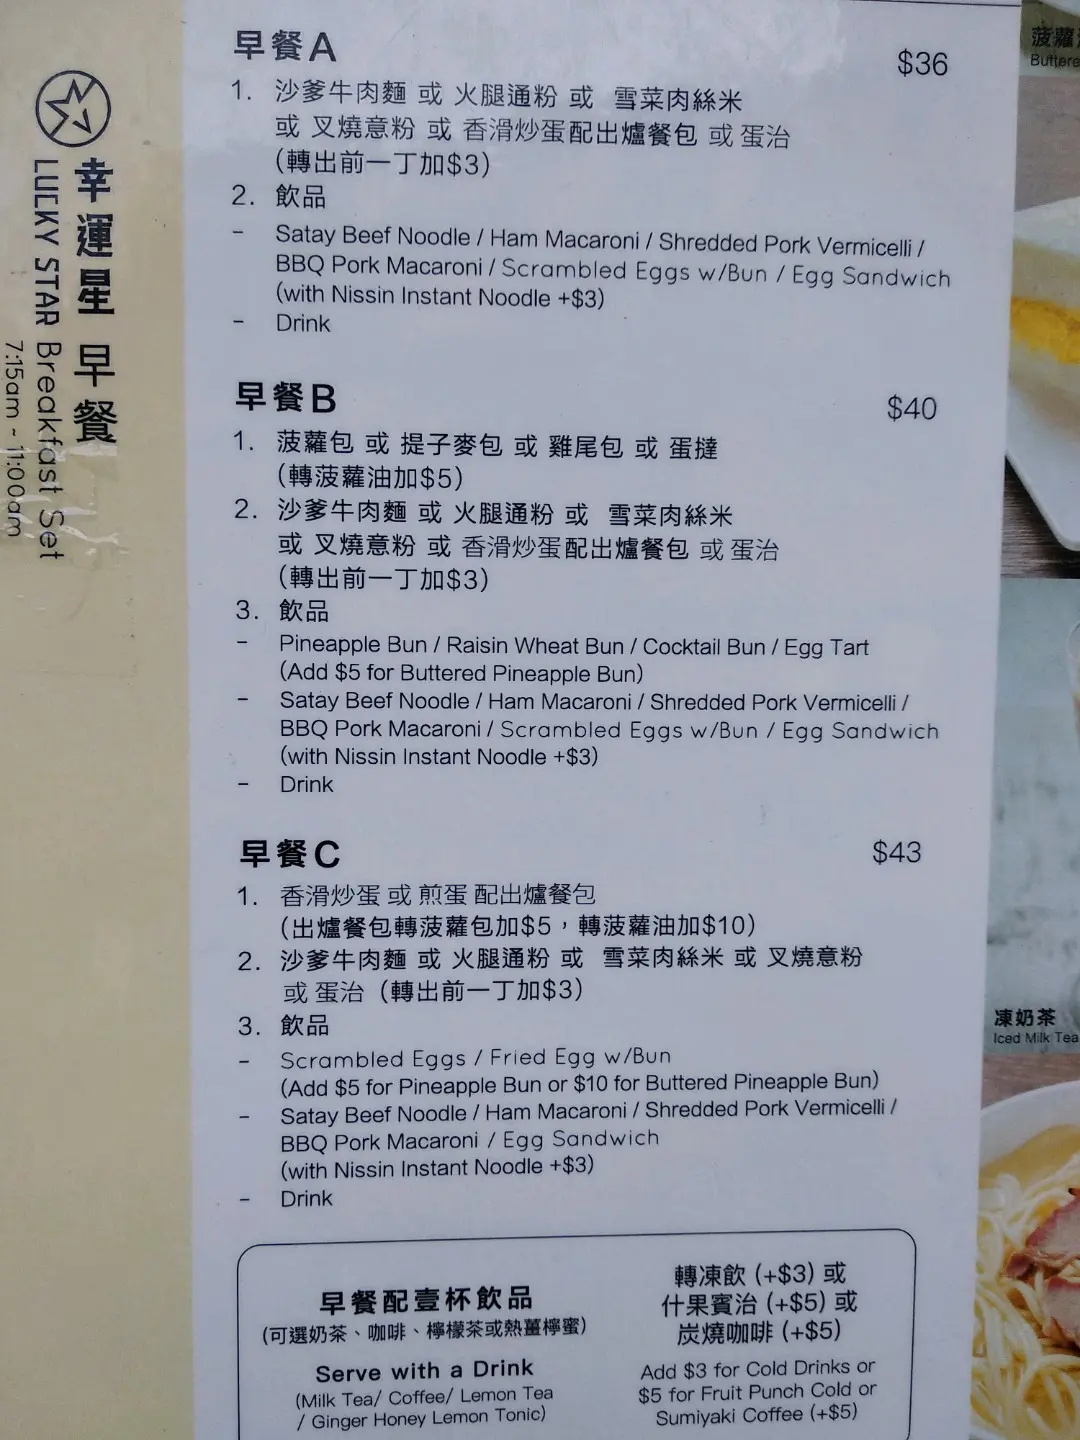 幸運星 早餐
LUCKY STAR Breakfast Set
7:15am ~ 11:00am
早餐A
$36
1. 沙爹牛肉麵 或 火腿通粉 或 雪菜肉絲米
或 叉燒意粉 或 香滑炒蛋配出爐餐包 或 蛋治
(轉出前一丁加$3)
2. 飲品
- Satay Beef Noodle / Ham Macaroni / Shredded Pork Vermicelli /
BBQ Pork Macaroni / Scrambled Eggs w/Bun / Egg Sandwich
(with Nissin Instant Noodle +$3)
- Drink
早餐B
$40
1. 菠蘿包 或 提子麥包 或 雞尾包 或 蛋撻
(轉菠蘿油加$5)
2. 沙爹牛肉麵 或 火腿通粉 或 雪菜肉絲米
或 叉燒意粉 或 香滑炒蛋配出爐餐包 或 蛋治
(轉出前一丁加$3)
3. 飲品
- Pineapple Bun / Raisin Wheat Bun / Cocktail Bun / Egg Tart
(Add $5 for Buttered Pineapple Bun)
- Satay Beef Noodle / Ham Macaroni / Shredded Pork Vermicelli /
BBQ Pork Macaroni / Scrambled Eggs w/Bun / Egg Sandwich
(with Nissin Instant Noodle +$3)
- Drink
早餐C
$43
1. 香滑炒蛋 或 煎蛋 配出爐餐包
(出爐餐包轉菠蘿包加$5，轉菠蘿油加$10)
2. 沙爹牛肉麵 或 火腿通粉 或 雪菜肉絲米 或 叉燒意粉
或 蛋治 (轉出前一丁加$3)
3. 飲品
- Scrambled Eggs / Fried Egg w/Bun
(Add $5 for Pineapple Bun or $10 for Buttered Pineapple Bun)
- Satay Beef Noodle / Ham Macaroni / Shredded Pork Vermicelli /
BBQ Pork Macaroni / Egg Sandwich
(with Nissin Instant Noodle +$3)
- Drink
早餐配壹杯飲品
(可選奶茶、咖啡、檸檬茶或熱薑檸蜜)
Serve with a Drink
(Milk Tea/ Coffee/ Lemon Tea
/ Ginger Honey Lemon Tonic)
轉凍飲 (+$3) 或
什果賓治 (+$5) 或
炭燒咖啡 (+$5)
Add $3 for Cold Drinks or
$5 for Fruit Punch Cold or
Sumiyaki Coffee (+$5)
菠蘿
Buttere
凍奶茶
Iced Milk Tea